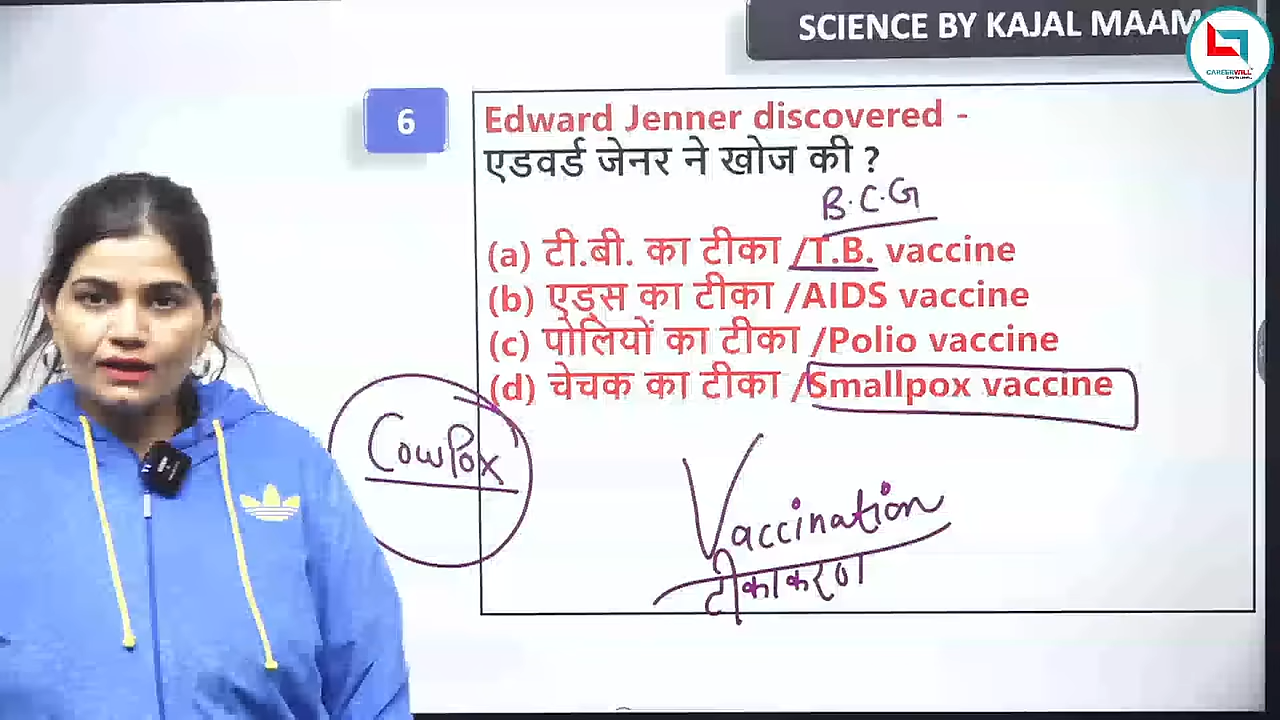 SCIENCE BY KAJAL MAAM
CAREERWILL
6
Edward Jenner discovered -
एडवर्ड जेनर ने खोज की ?
B.C.G
(a) टी.बी. का टीका /T.B. vaccine
(b) एड्स का टीका /AIDS vaccine
(c) पोलियों का टीका /Polio vaccine
(d) चेचक का टीका /Smallpox vaccine
CowPox
Vaccination
टीकाकरण